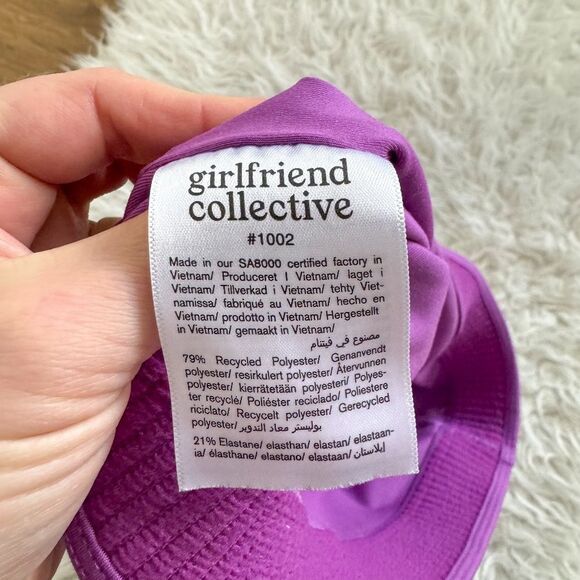 girlfriend
collective
#1002
Made in our SA8000 certified factory in
Vietnam/ Produceret I Vietnam/ laget i
Vietnam/ Tillverkad i Vietnam/ tehty Viet-
namissa/ fabriqué au Vietnam/ hecho en
Vietnam/ prodotto in Vietnam/ Hergestellt
in Vietnam/ gemaakt in Vietnam/
مصنوع في فيتنام
79% Recycled Polyester/ Genanvendt
polyester/ resirkulert polyester/ Återvunnen
polyester/ kierrätetään polyesteri/ Polyes-
ter recyclé/ Poliéster reciclado/ Poliestere
riciclato/ Recycelt polyester/ Gerecycled
polyester/ بوليستر معاد التدوير
21% Elastane/ elasthan/ elastan/ elastaan-
ia/ élasthane/ elastano/ elastaan/ إيلاستان/